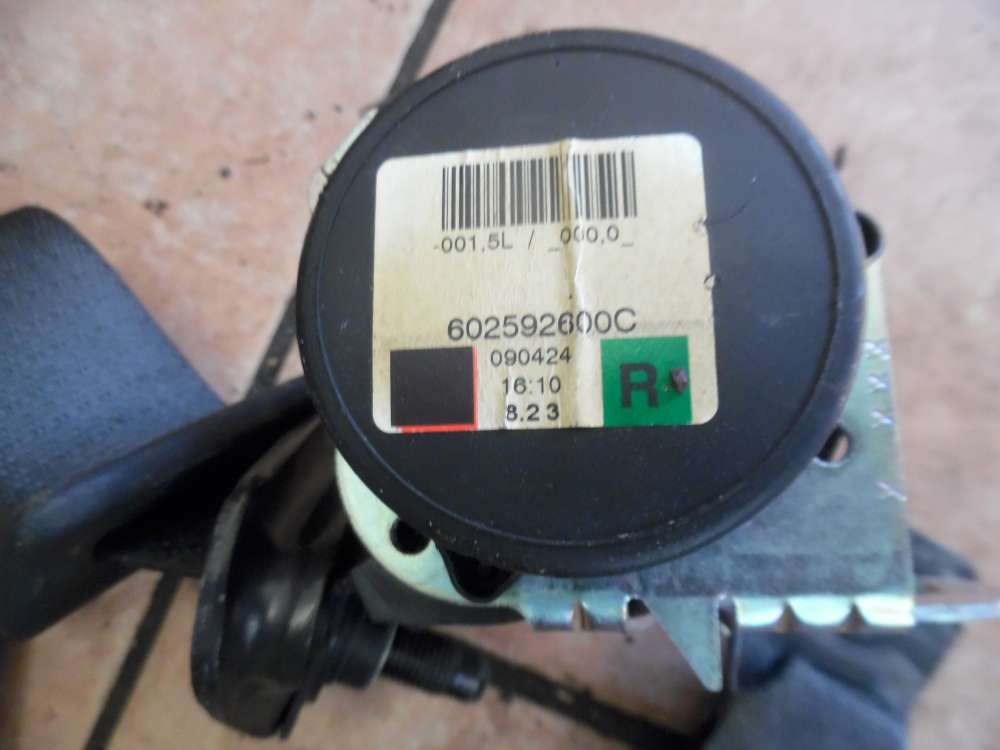 -001,5L / _000,0_
602592600C
090424
16:10
8.23
R